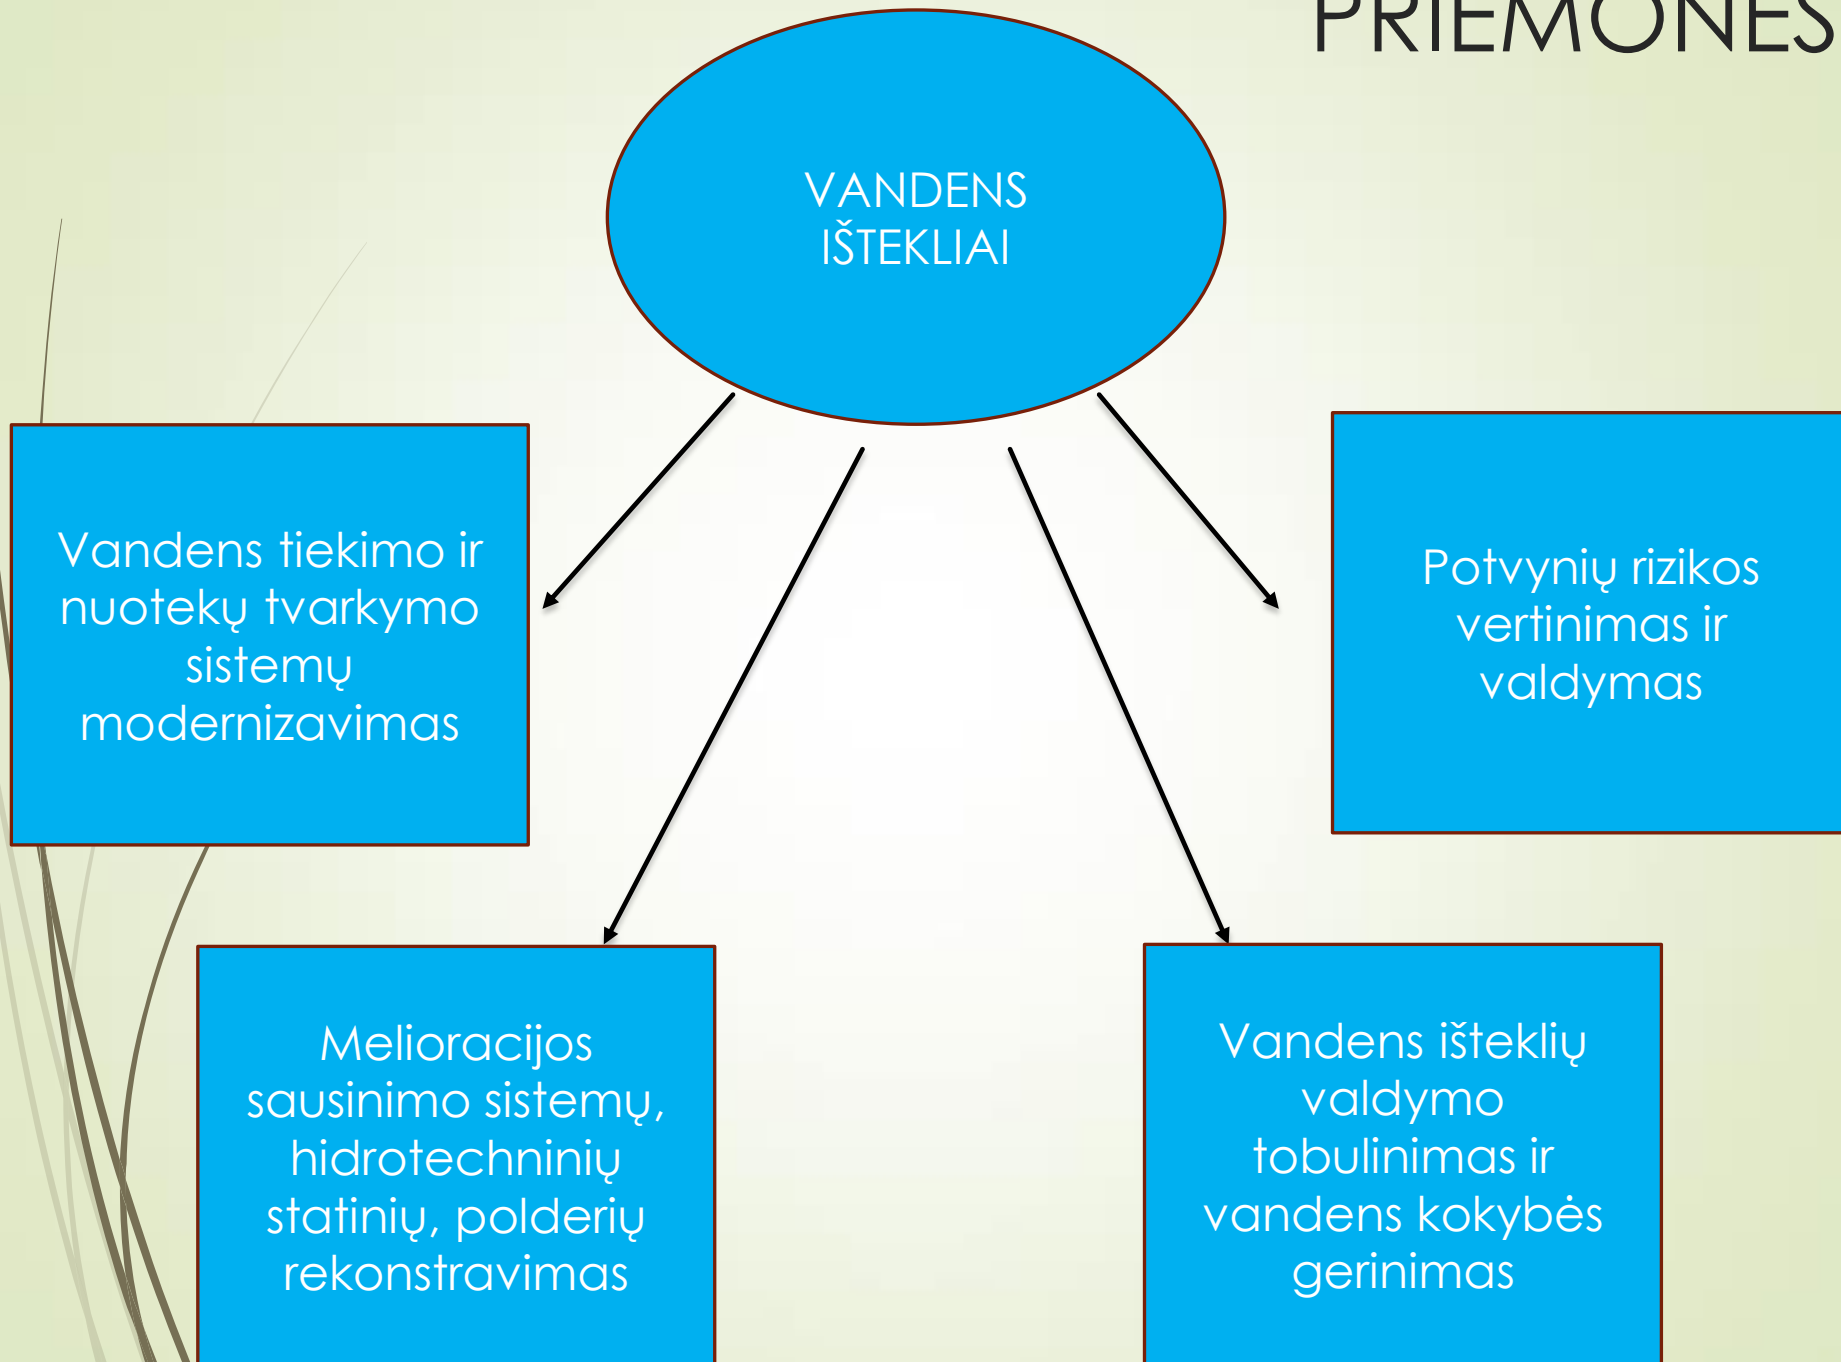 PRIEMONĖS
VANDENS
IŠTEKLIAI
Vandens tiekimo ir
nuotekų tvarkymo
sistemų
modernizavimas
Potvynių rizikos
vertinimas ir
valdymas
Melioracijos
sausinimo sistemų,
hidrotechninių
statinių, polderių
rekonstravimas
Vandens išteklių
valdymo
tobulinimas ir
vandens kokybės
gerinimas